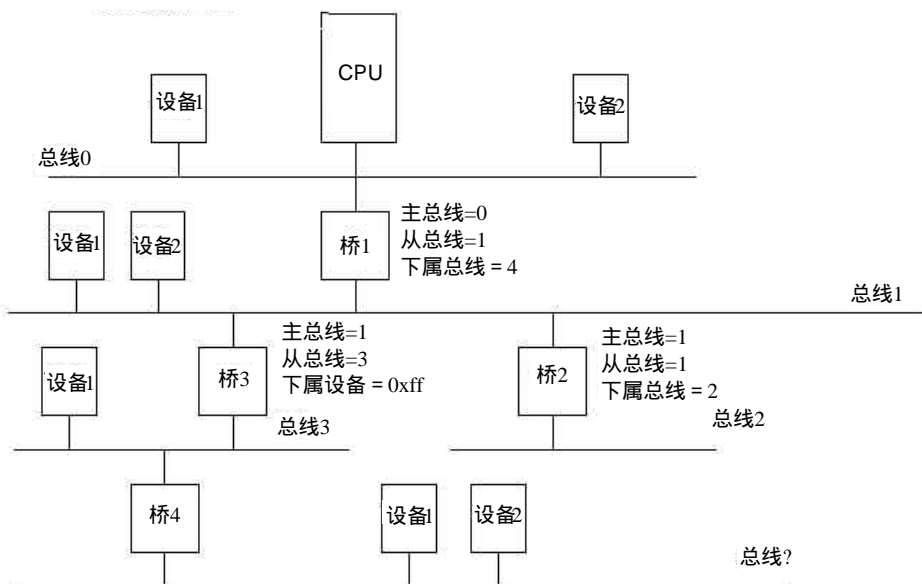 CPU
设备1
设备2
总线0
设备1
设备2
桥1
主总线=0
从总线=1
下属总线 = 4
总线1
设备1
桥3
主总线=1
从总线=3
下属设备 = 0xff
桥2
主总线=1
从总线=1
下属总线 = 2
总线3
总线2
桥4
设备1
设备2
总线?